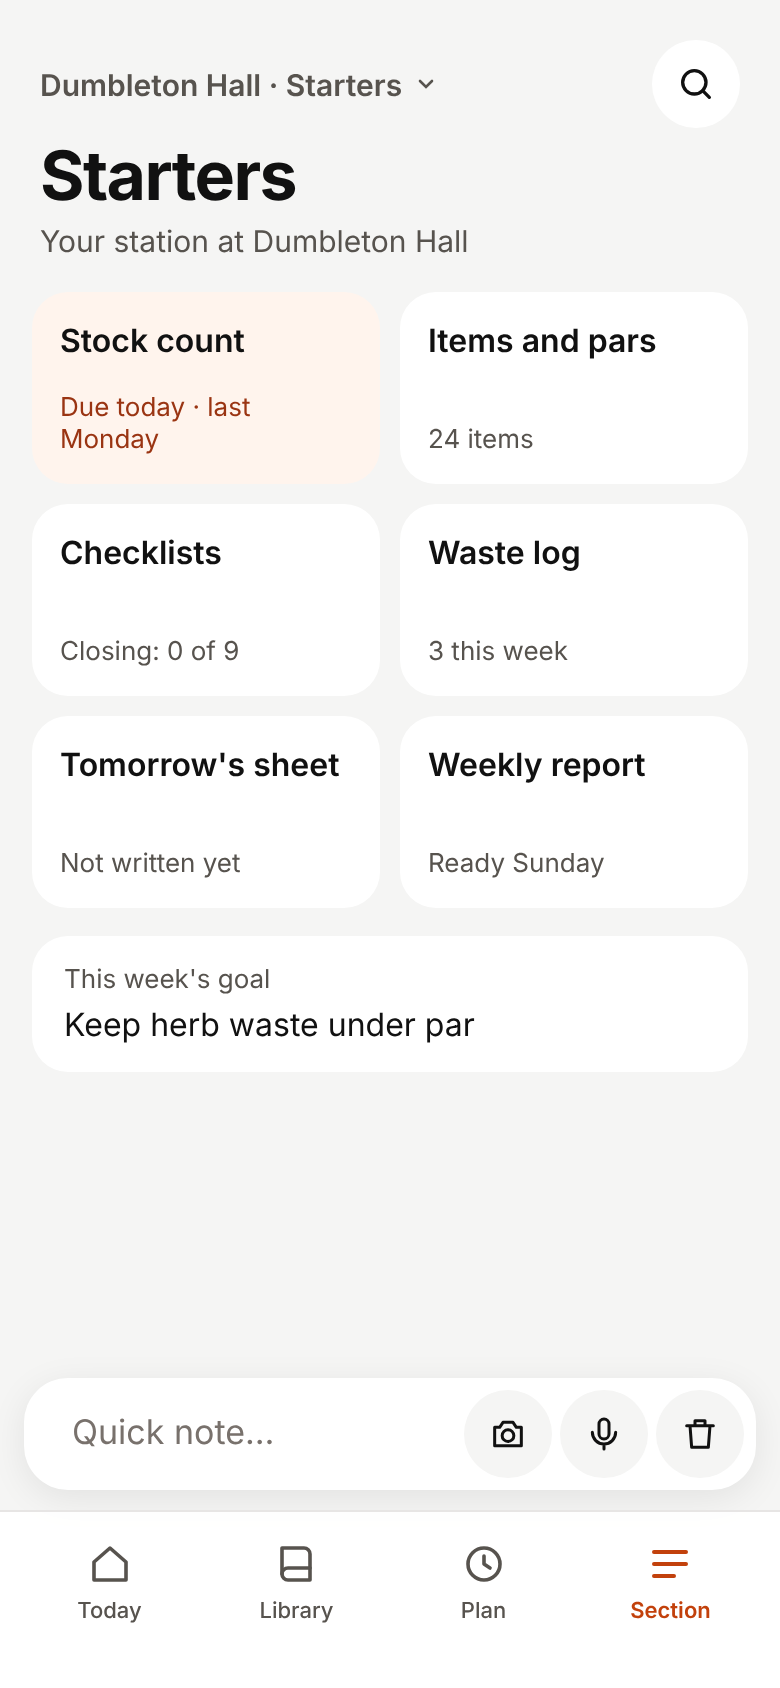 Dumbleton Hall · Starters
Starters
Your station at Dumbleton Hall
Stock count
Due today · last
Monday
Items and pars
24 items
Checklists
Closing: 0 of 9
Waste log
3 this week
Tomorrow's sheet
Not written yet
Weekly report
Ready Sunday
This week's goal
Keep herb waste under par
Quick note...
Today
Library
Plan
Section